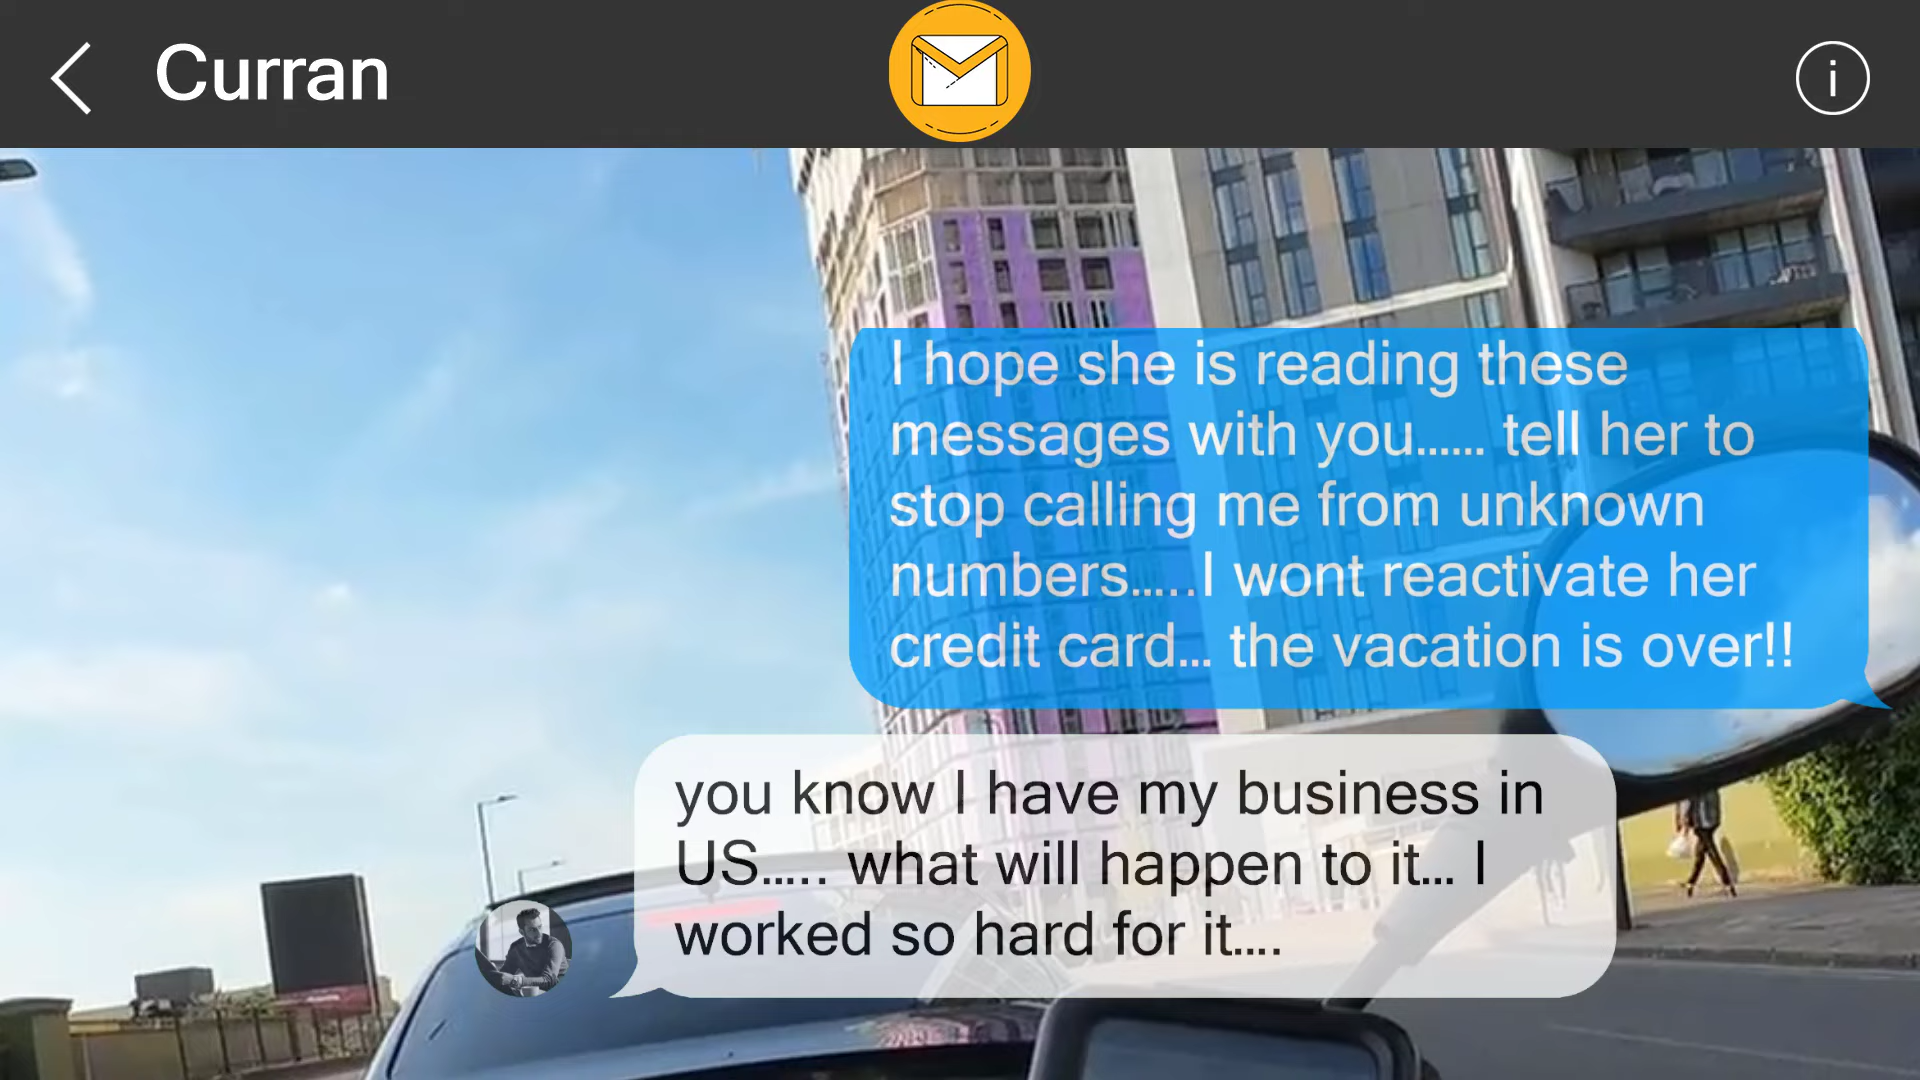 Curran
I hope she is reading these
messages with you...... tell her to
stop calling me from unknown
numbers.....I wont reactivate her
credit card... the vacation is over!!
you know I have my business in
US..... what will happen to it... I
worked so hard for it....